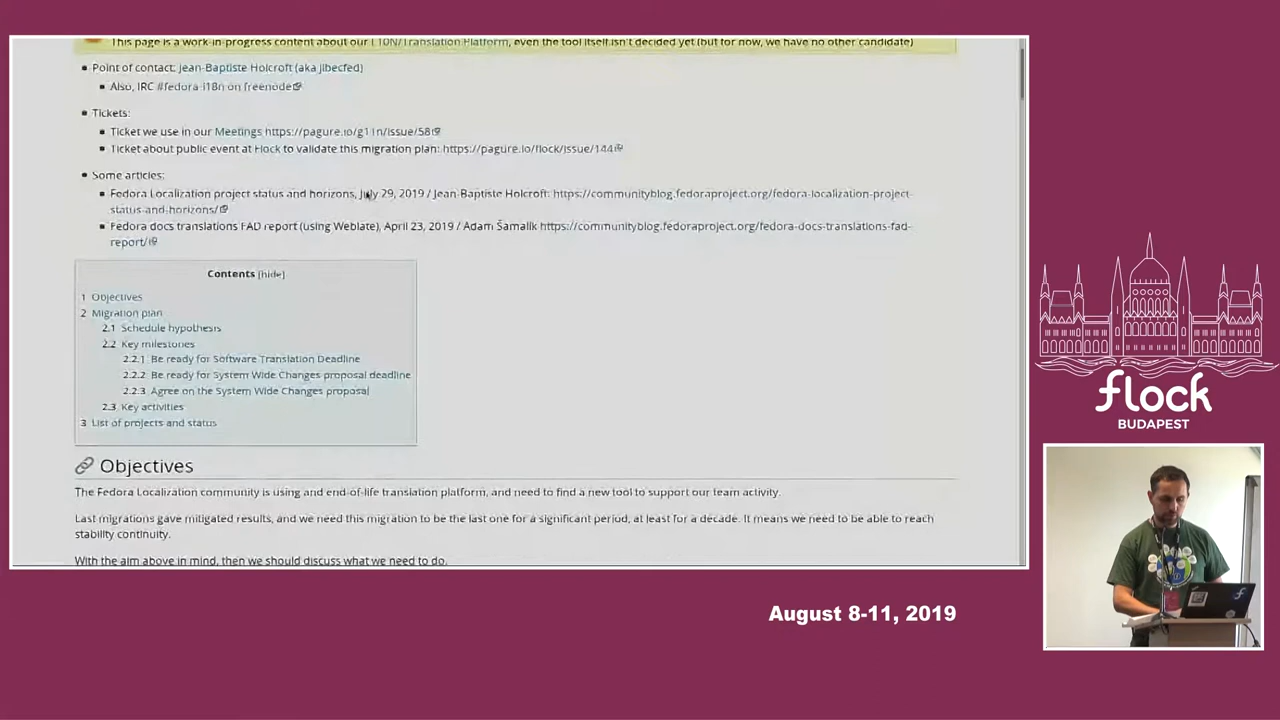 This page is a work-in-progress content about our L10N/Translation Platform, even the tool itself isn't decided yet (but for now, we have no other candidate)
Point of contact: Jean-Baptiste Holcroft (aka jibecfed)
Also, IRC #fedora-i18n on freenode
Tickets:
Ticket we use in our Meetings https://pagure.io/g11n/issue/58
Ticket about public event at Flock to validate this migration plan: https://pagure.io/flock/issue/144
Some articles:
Fedora Localization project status and horizons, July 29, 2019 / Jean-Baptiste Holcroft: https://communityblog.fedoraproject.org/fedora-localization-project-
status-and-horizons/
Fedora docs translations FAD report (using Weblate), April 23, 2019 / Adam Šamalík https://communityblog.fedoraproject.org/fedora-docs-translations-fad-
report/
Contents [hide]
1 Objectives
2 Migration plan
2.1 Schedule hypothesis
2.2 Key milestones
2.2.1 Be ready for Software Translation Deadline
2.2.2 Be ready for System Wide Changes proposal deadline
2.2.3 Agree on the System Wide Changes proposal
2.3 Key activities
3 List of projects and status
Objectives
The Fedora Localization community is using and end-of-life translation platform, and need to find a new tool to support our team activity.
Last migrations gave mitigated results, and we need this migration to be the last one for a significant period, at least for a decade. It means we need to be able to reach
stability continuity.
With the aim above in mind, then we should discuss what we need to do.
flock
BUDAPEST
August 8-11, 2019